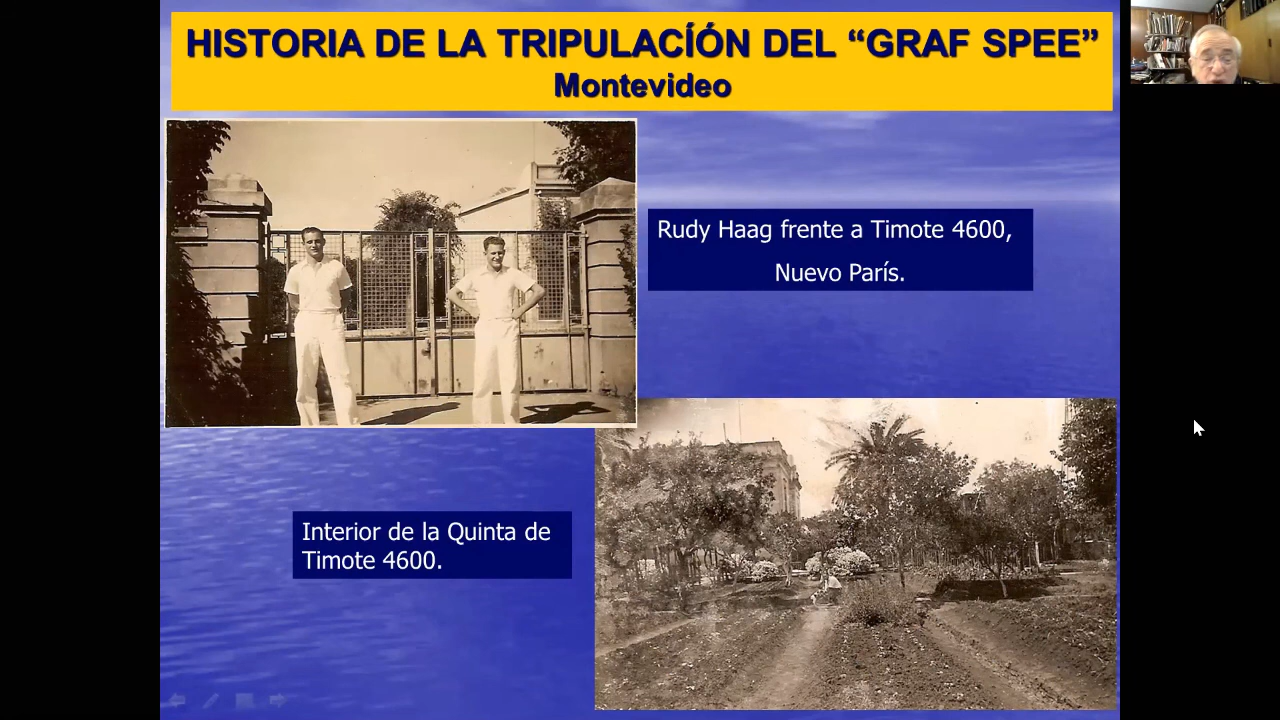 HISTORIA DE LA TRIPULACÍÓN DEL “GRAF SPEE”
Montevideo
Rudy Haag frente a Timote 4600,
Nuevo París.
Interior de la Quinta de
Timote 4600.